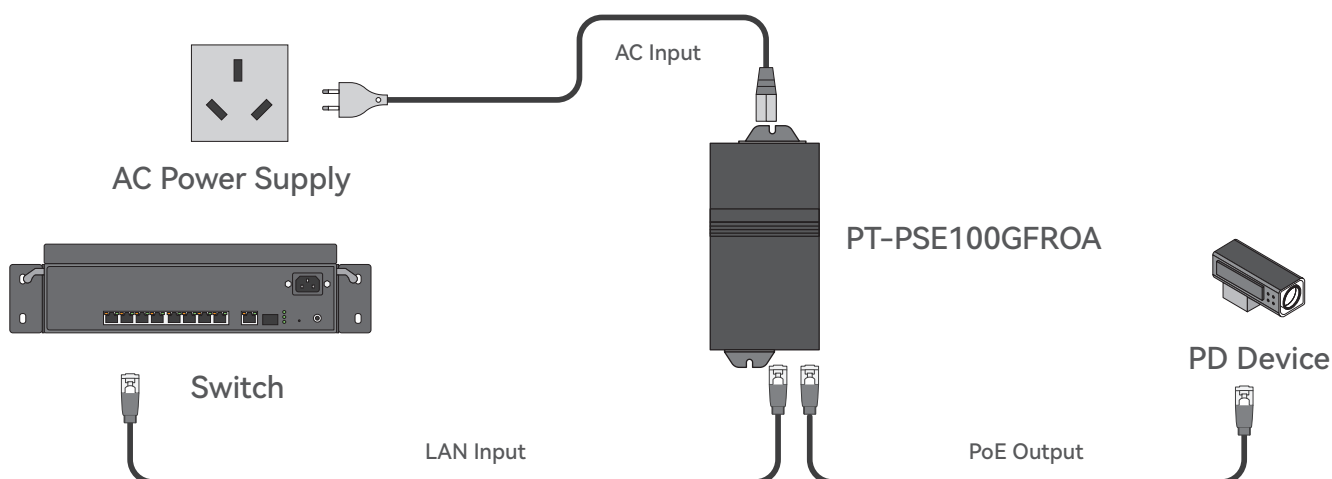 AC Input
AC Power Supply
PT-PSE100GFROA
PD Device
Switch
LAN Input
PoE Output